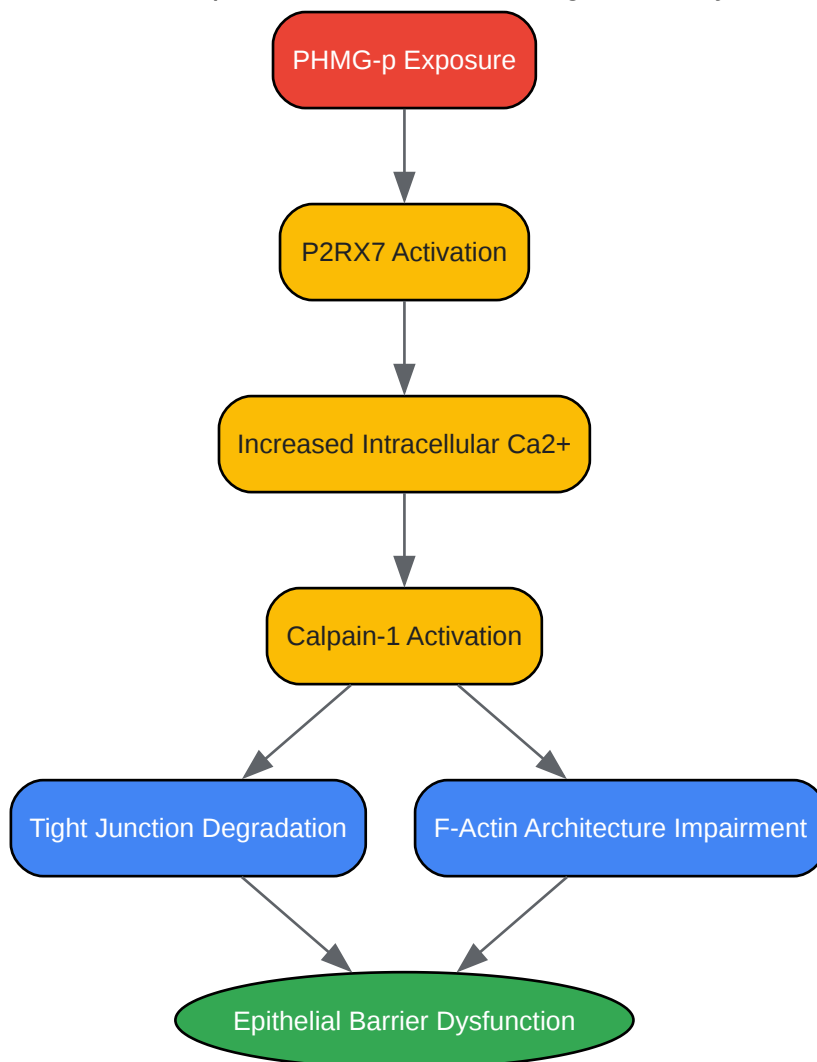 PHMG-p Exposure
P2RX7 Activation
Increased Intracellular Ca2+
Calpain-1 Activation
Tight Junction Degradation
F-Actin Architecture Impairment
Epithelial Barrier Dysfunction